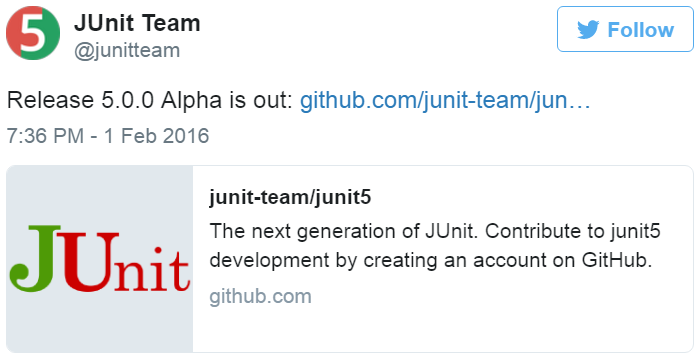 5
JUnit Team
@junitteam
Follow
Release 5.0.0 Alpha is out: github.com/junit-team/jun…
7:36 PM - 1 Feb 2016
JUnit
junit-team/junit5
The next generation of JUnit. Contribute to junit5
development by creating an account on GitHub.
github.com